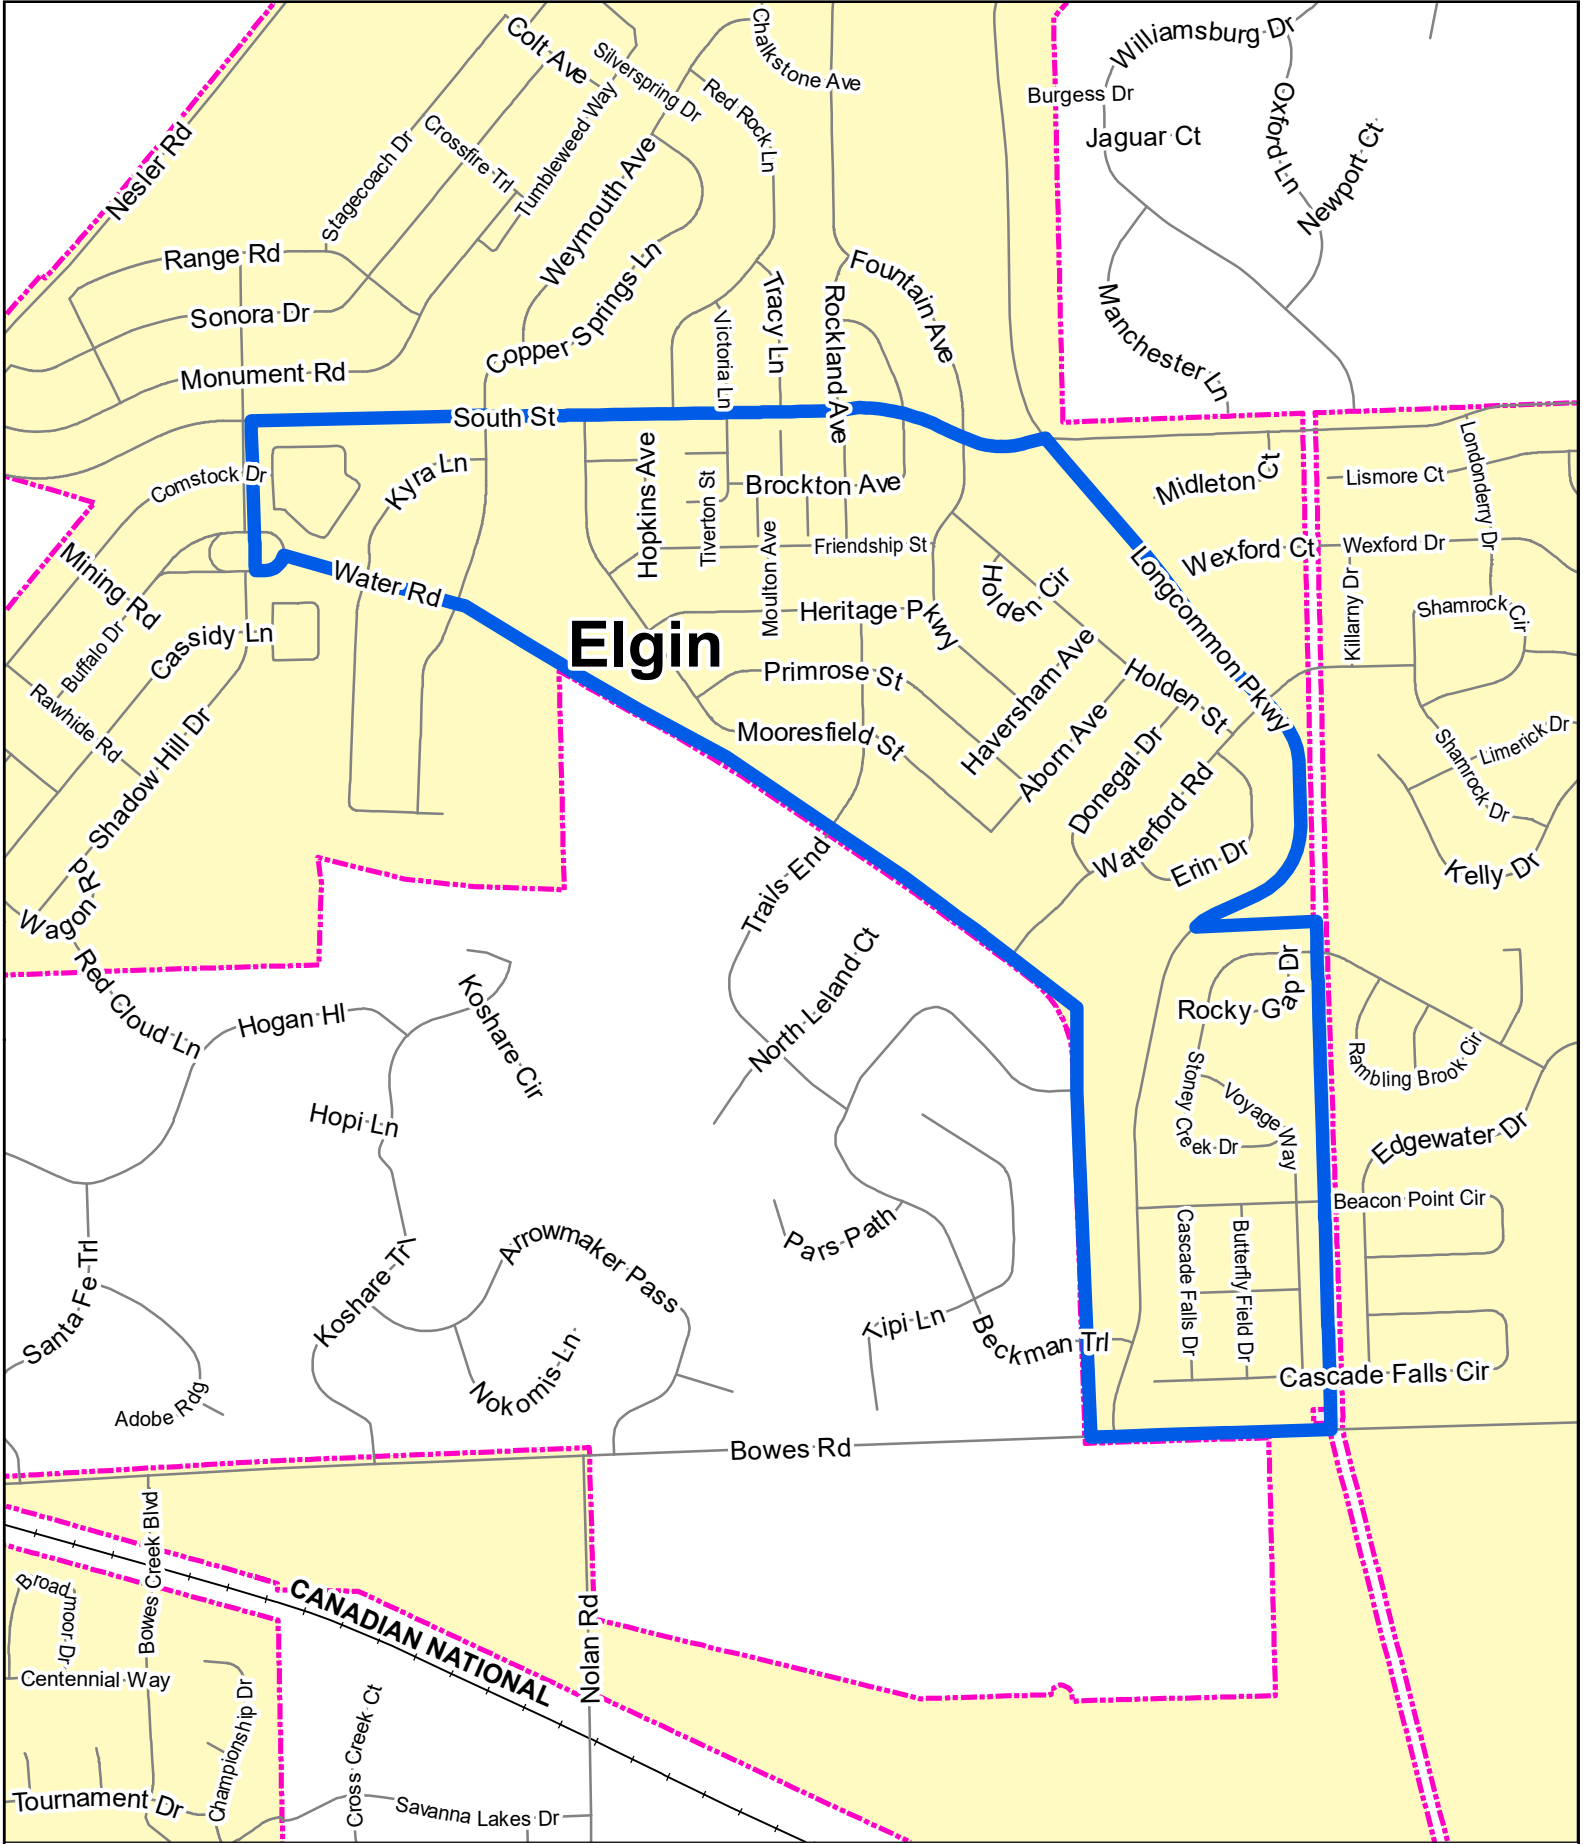 Colt Ave
Silverspring Dr
Chalkstone Ave
Williamsburg Dr
Burgess Dr
Oxford Ln
Jaguar Ct
Newport Ct
Nesler Rd
Stagecoach Dr
Crossfire Trl
Tumbleweed Way
Red Rock Ln
Weymouth Ave
Range Rd
Sonora Dr
Monument Rd
Copper Springs Ln
Victoria Ln
Tracy Ln
Rockland Ave
Fountain Ave
Manchester Ln
South St
Comstock Dr
Kyra Ln
Hopkins Ave
Tiverton St
Brockton Ave
Moulton Ave
Friendship St
Midleton Ct
Lismore Ct
Londonderry Dr
Wexford Ct
Wexford Dr
Killarny Dr
Shamrock Cir
Mining Rd
Water Rd
Buffalo Dr
Cassidy Ln
Rawhide Rd
Shadow Hill Dr
Elgin
Heritage Pkwy
Holden Cir
Longcommon Pkwy
Primrose St
Mooresfield St
Haversham Ave
Aborn Ave
Holden St
Donegal Dr
Waterford Rd
Erin Dr
Shamrock Dr
Limerick Dr
Kelly Dr
Wagon Rd
Red Cloud Ln
Hogan Hl
Koshare Cir
Trails End
North Leland Ct
Rocky Gap Dr
Rambling Brook Cir
Stoney Creek Dr
Voyage Way
Edgewater Dr
Hopi Ln
Beacon Point Cir
Santa Fe Trl
Koshare Trl
Arrowmaker Pass
Pars Path
Cascade Falls Dr
Butterfly Field Dr
Tipi Ln
Beckman Trl
Nokomis Ln
Cascade Falls Cir
Adobe Rdg
Bowes Rd
Bowes Creek Blvd
Broadmoor Dr
CANADIAN NATIONAL
Nolan Rd
Centennial Way
Championship Dr
Cross Creek Ct
Tournament Dr
Savanna Lakes Dr